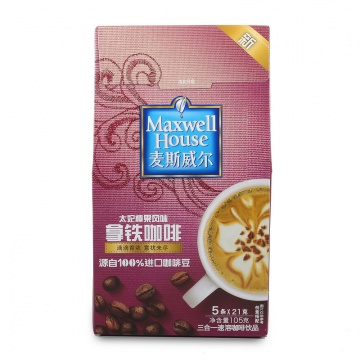 新
Maxwell
House
麦斯威尔
太妃榛果风味
拿铁咖啡
源自100%进口咖啡豆
5条×21克
净含量:105克
三合一速溶咖啡饮品